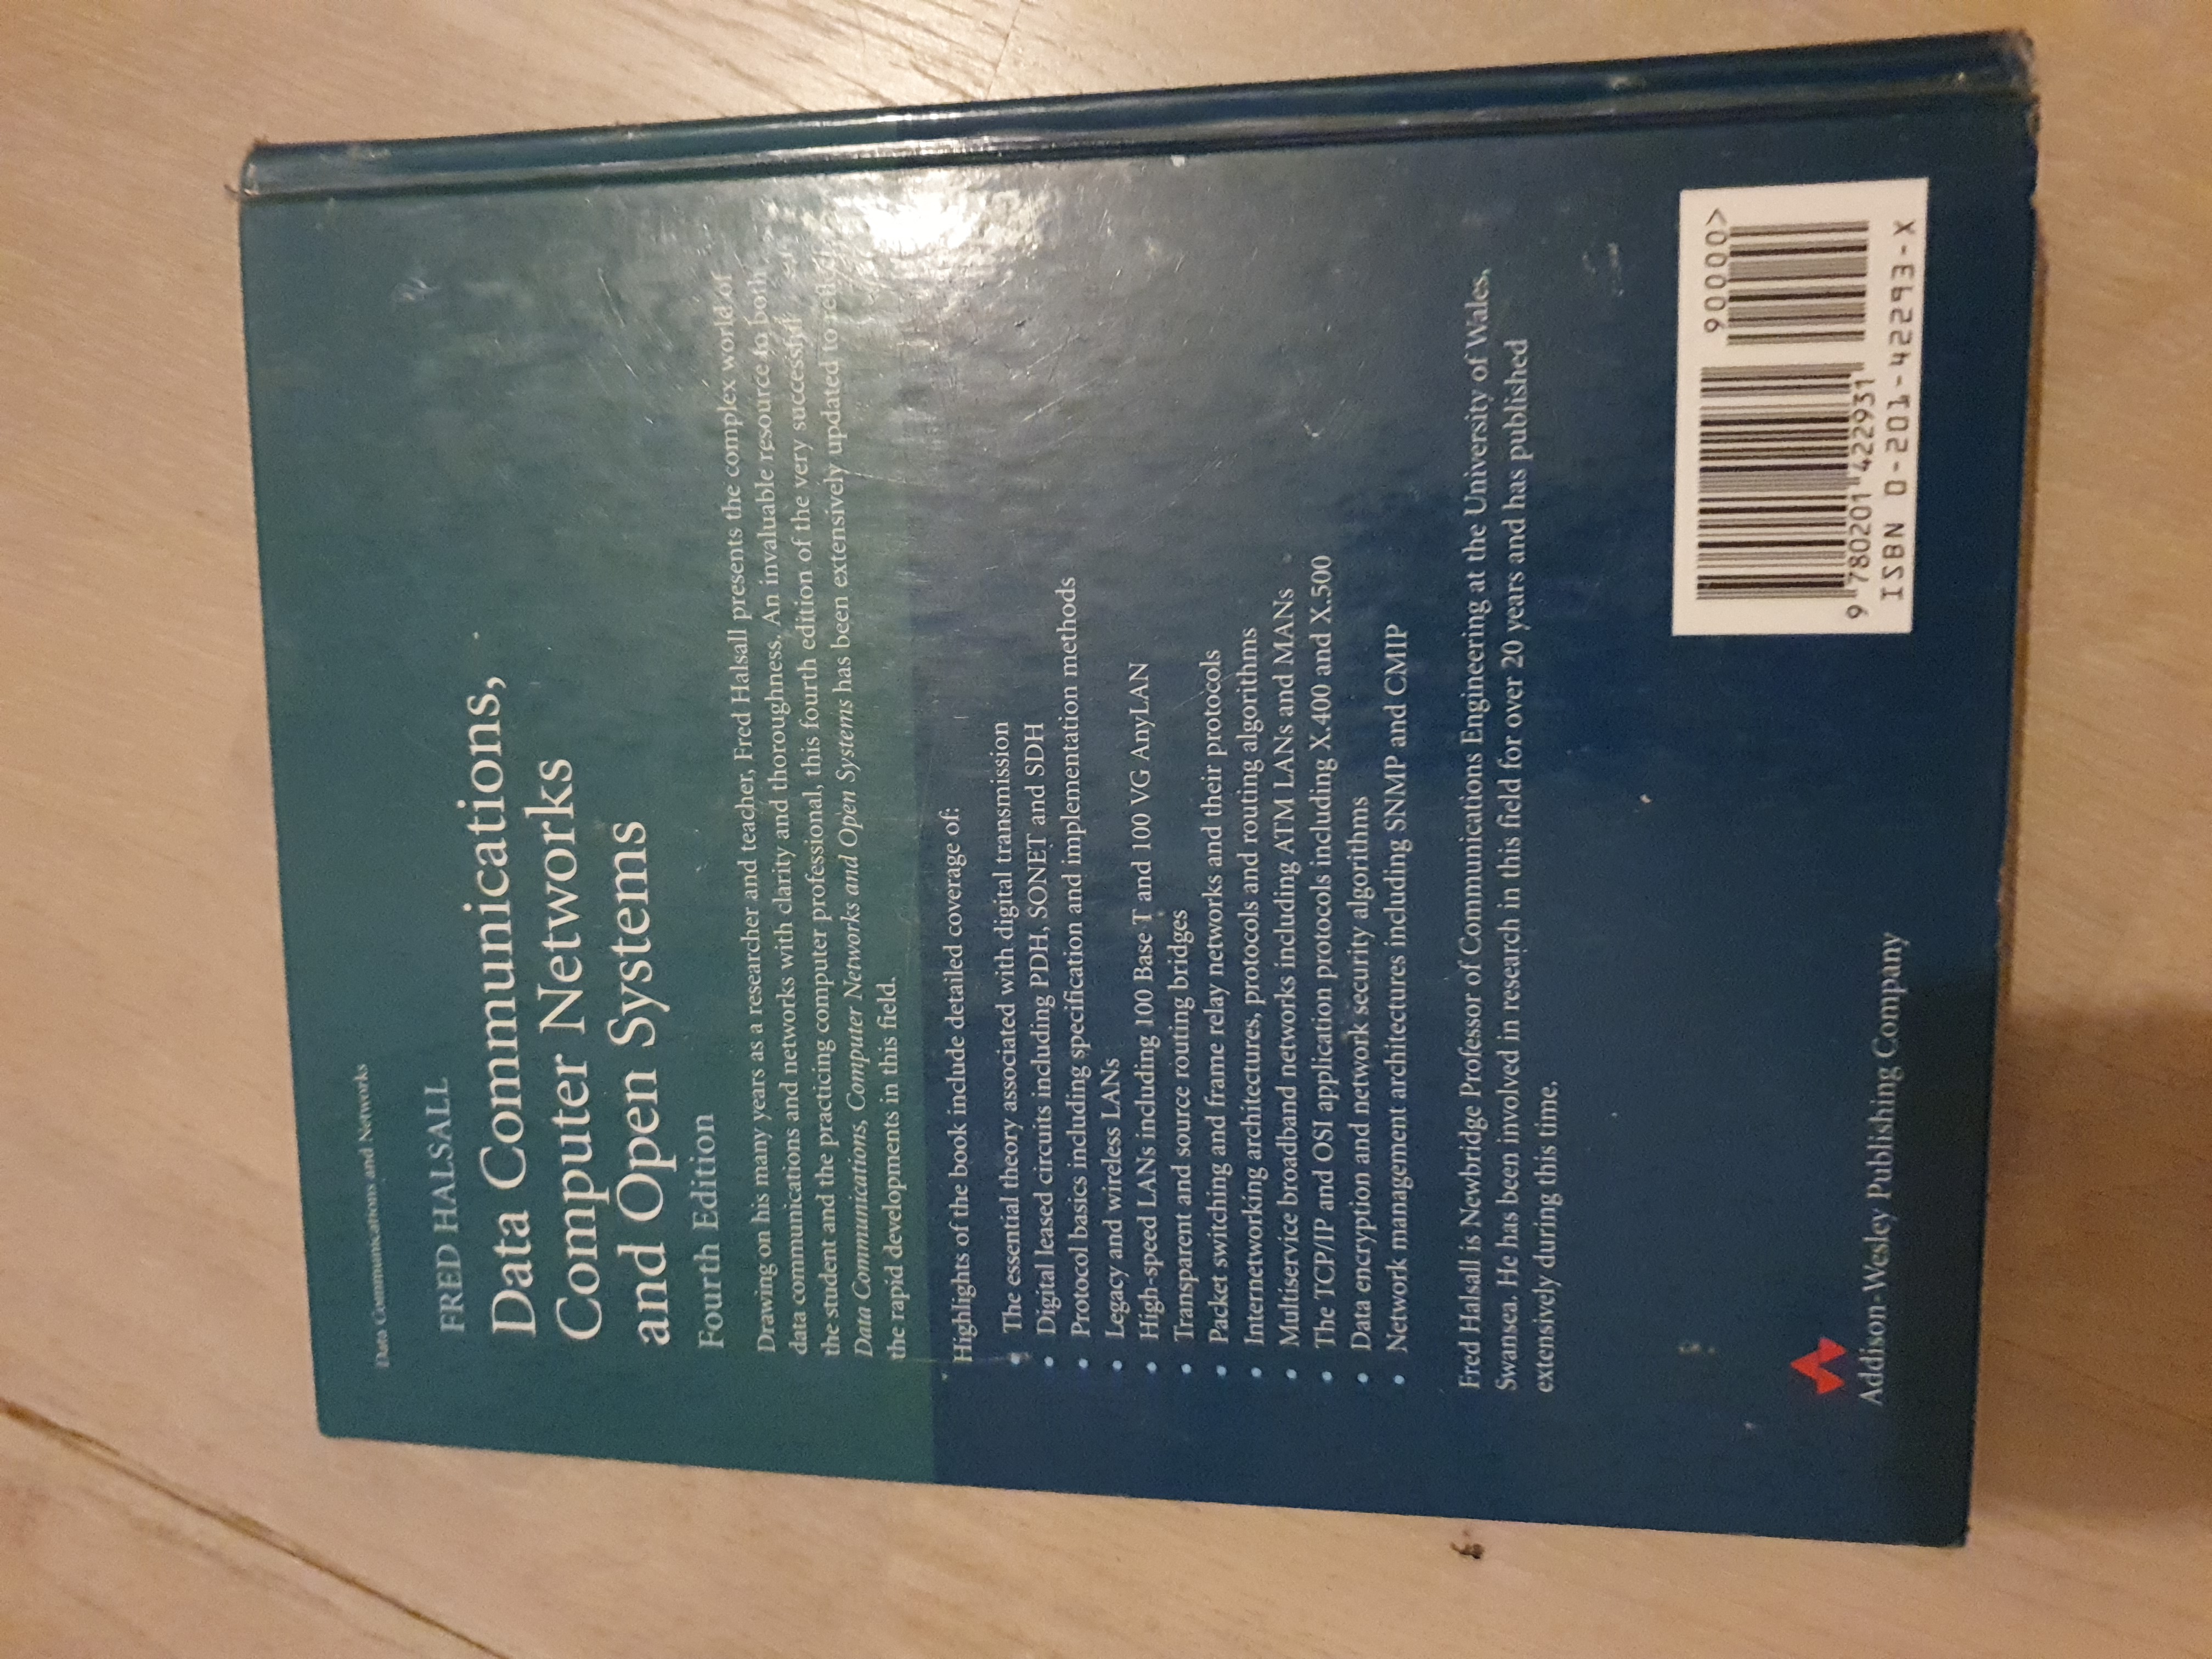 Data Communications and Networks
FRED HALSALL
Data Communications,
Computer Networks
and Open Systems
Fourth Edition
Drawing on his many years as a researcher and teacher, Fred Halsall presents the complex world of
data communications and networks with clarity and thoroughness. An invaluable resource to both
the student and the practicing computer professional, this fourth edition of the very successful
Data Communications, Computer Networks and Open Systems has been extensively updated to reflect
the rapid developments in this field.
Highlights of the book include detailed coverage of:
• The essential theory associated with digital transmission
• Digital leased circuits including PDH, SONET and SDH
• Protocol basics including specification and implementation methods
• Legacy and wireless LANs
• High-speed LANs including 100 Base T and 100 VG AnyLAN
• Transparent and source routing bridges
• Packet switching and frame relay networks and their protocols
• Internetworking architectures, protocols and routing algorithms
• Multiservice broadband networks including ATM LANs and MANs
• The TCP/IP and OSI application protocols including X.400 and X.500
• Data encryption and network security algorithms
• Network management architectures including SNMP and CMIP
Fred Halsall is Newbridge Professor of Communications Engineering at the University of Wales,
Swansea. He has been involved in research in this field for over 20 years and has published
extensively during this time.
Addison-Wesley Publishing Company
90000>
9 780201 422931
ISBN 0-201-42293-X